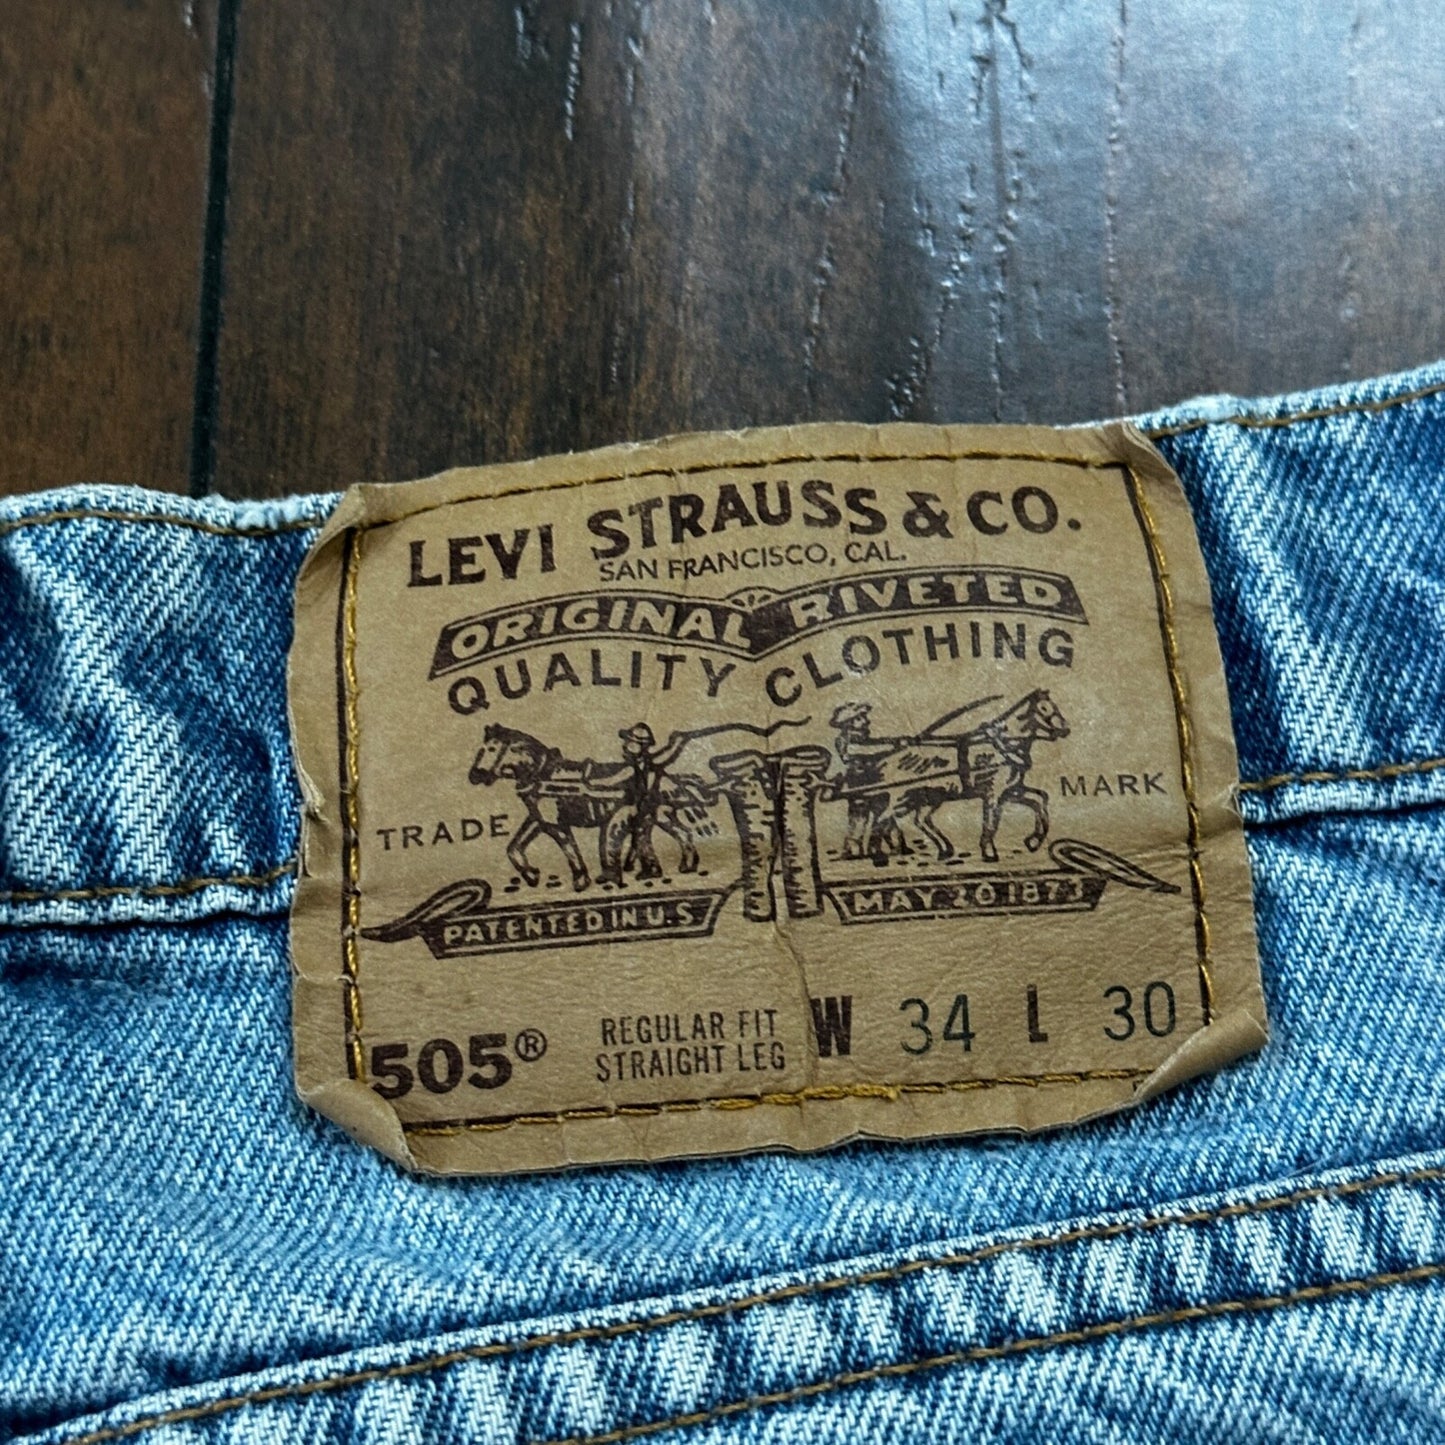 LEVI STRAUSS & CO.
SAN FRANCISCO, CAL.
ORIGINAL RIVETED
QUALITY CLOTHING
TRADE MARK
PATENTED IN U.S MAY 20 1873
505® REGULAR FIT W 34 L 30
STRAIGHT LEG